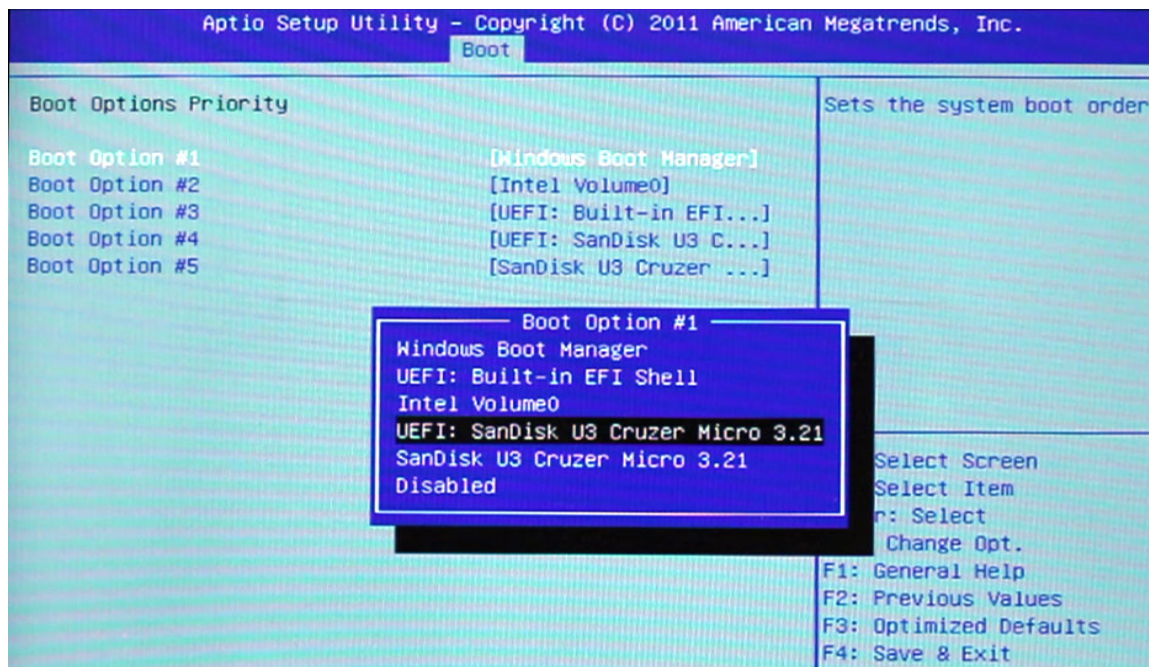 Aptio Setup Utility – Copyright (C) 2011 American Megatrends, Inc.
Boot
Boot Options Priority
Boot Option #1 [Windows Boot Manager]
Boot Option #2 [Intel Volume0]
Boot Option #3 [UEFI: Built-in EFI...]
Boot Option #4 [UEFI: SanDisk U3 C...]
Boot Option #5 [SanDisk U3 Cruzer ...]
Sets the system boot order
Boot Option #1
Windows Boot Manager
UEFI: Built-in EFI Shell
Intel Volume0
UEFI: SanDisk U3 Cruzer Micro 3.21
SanDisk U3 Cruzer Micro 3.21
Disabled
Select Screen
Select Item
r: Select
Change Opt.
F1: General Help
F2: Previous Values
F3: Optimized Defaults
F4: Save & Exit